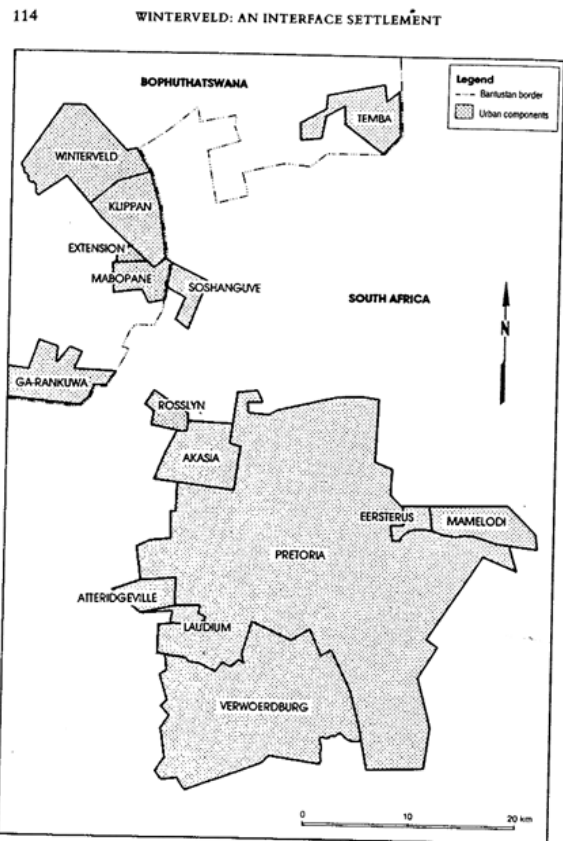 114
WINTERVELD: AN INTERFACE SETTLEMENT
BOPHUTHATSWANA
Legend
Bantustan border
Urban components
TEMBA
WINTERVELD
KLIPPAN
EXTENSION
MABOPANE
SOSHANGUVE
SOUTH AFRICA
N
GA-RANKUWA
ROSSLYN
AKASIA
EERSTERUS
MAMELODI
PRETORIA
ATTERIDGEVILLE
LAUDIUM
VERWOERDBURG
0 10 20 km